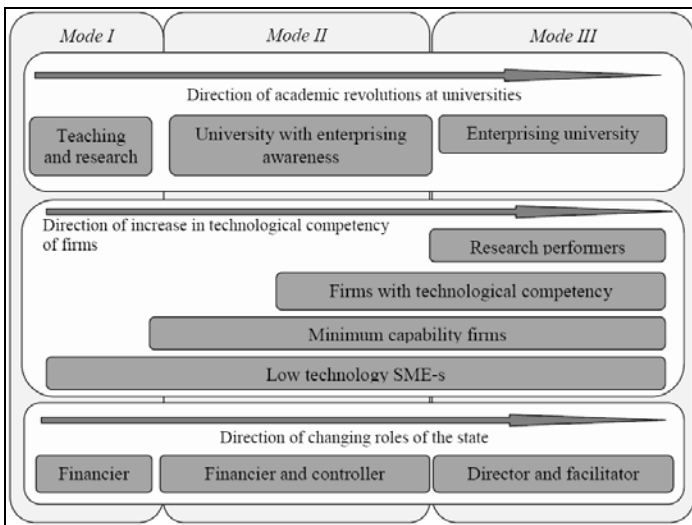 Mode I
Mode II
Mode III
Direction of academic revolutions at universities
Teaching
and research
University with enterprising
awareness
Enterprising university
Direction of increase in technological competency
of firms
Research performers
Firms with technological competency
Minimum capability firms
Low technology SME-s
Direction of changing roles of the state
Financier
Financier and controller
Director and facilitator